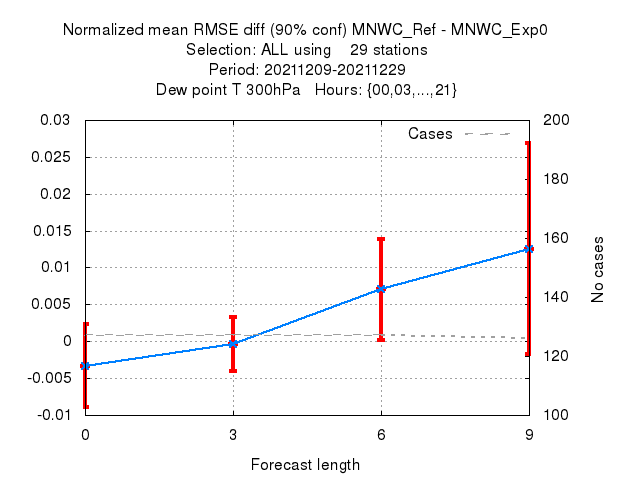 Normalized mean RMSE diff (90% conf) MNWC_Ref - MNWC_Exp0
Selection: ALL using    29 stations
Period: 20211209-20211229
Dew point T 300hPa   Hours: {00,03,...,21}
Cases
0.03
0.025
0.02
0.015
0.01
0.005
0
-0.005
-0.01
200
180
160
140
120
100
No cases
0
3
6
9
Forecast length